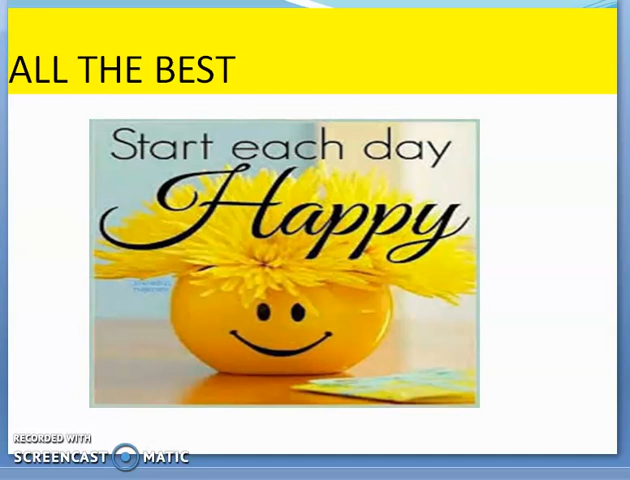 ALL THE BEST
Start each day
Happy
RECORDED WITH
SCREENCAST MATIC